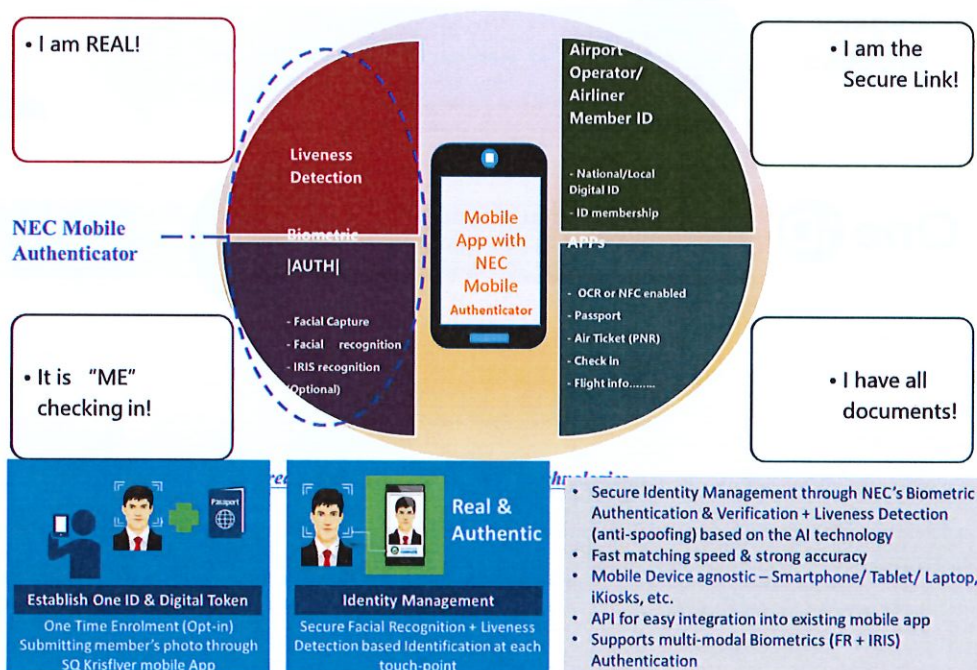 • I am REAL!
Liveness
Detection
Airport
Operator/
Airliner
Member ID
- National/Local
Digital ID
- ID membership
• I am the
Secure Link!
NEC Mobile
Authenticator
Mobile
App with
NEC
Mobile
Authenticator
Biometric
|AUTH|
- Facial Capture
- Facial recognition
- IRIS recognition
(Optional)
APPs
- OCR or NFC enabled
- Passport
- Air Ticket (PNR)
- Check In
- Flight info........
• It is "ME"
checking in!
• I have all
documents!
Passport
Establish One ID & Digital Token
One Time Enrolment (Opt-in)
Submitting member's photo through
SQ Krisflyer mobile App
Real &
Authentic
Identity Management
Secure Facial Recognition + Liveness
Detection based Identification at each
touch-point
• Secure Identity Management through NEC's Biometric
Authentication & Verification + Liveness Detection
(anti-spoofing) based on the AI technology
• Fast matching speed & strong accuracy
• Mobile Device agnostic – Smartphone/ Tablet/ Laptop,
iKiosks, etc.
• API for easy integration into existing mobile app
• Supports multi-modal Biometrics (FR + IRIS)
Authentication